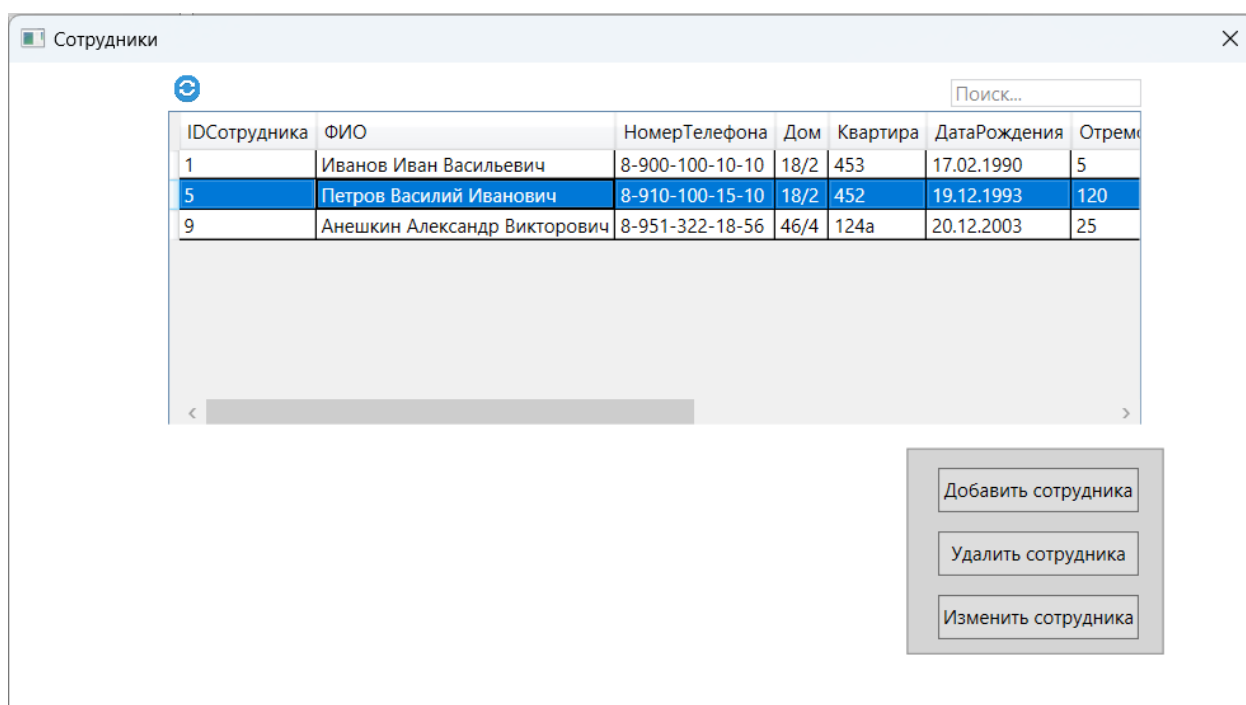 Сотрудники
Поиск...
IDСотрудника ФИО НомерТелефона Дом Квартира ДатаРождения Отремо
1 Иванов Иван Васильевич 8-900-100-10-10 18/2 453 17.02.1990 5
5 Петров Василий Иванович 8-910-100-15-10 18/2 452 19.12.1993 120
9 Анешкин Александр Викторович 8-951-322-18-56 46/4 124а 20.12.2003 25
Добавить сотрудника
Удалить сотрудника
Изменить сотрудника